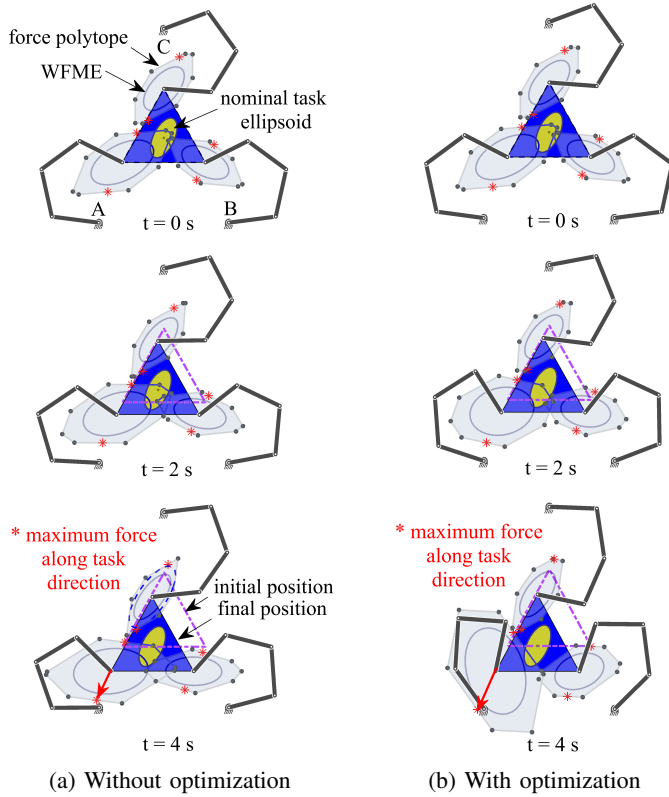 force polytope
C
WFME
nominal task
ellipsoid
A
B
t = 0 s
t = 0 s
t = 2 s
t = 2 s
* maximum force
along task
direction
initial position
final position
* maximum force
along task
direction
t = 4 s
t = 4 s
(a) Without optimization
(b) With optimization